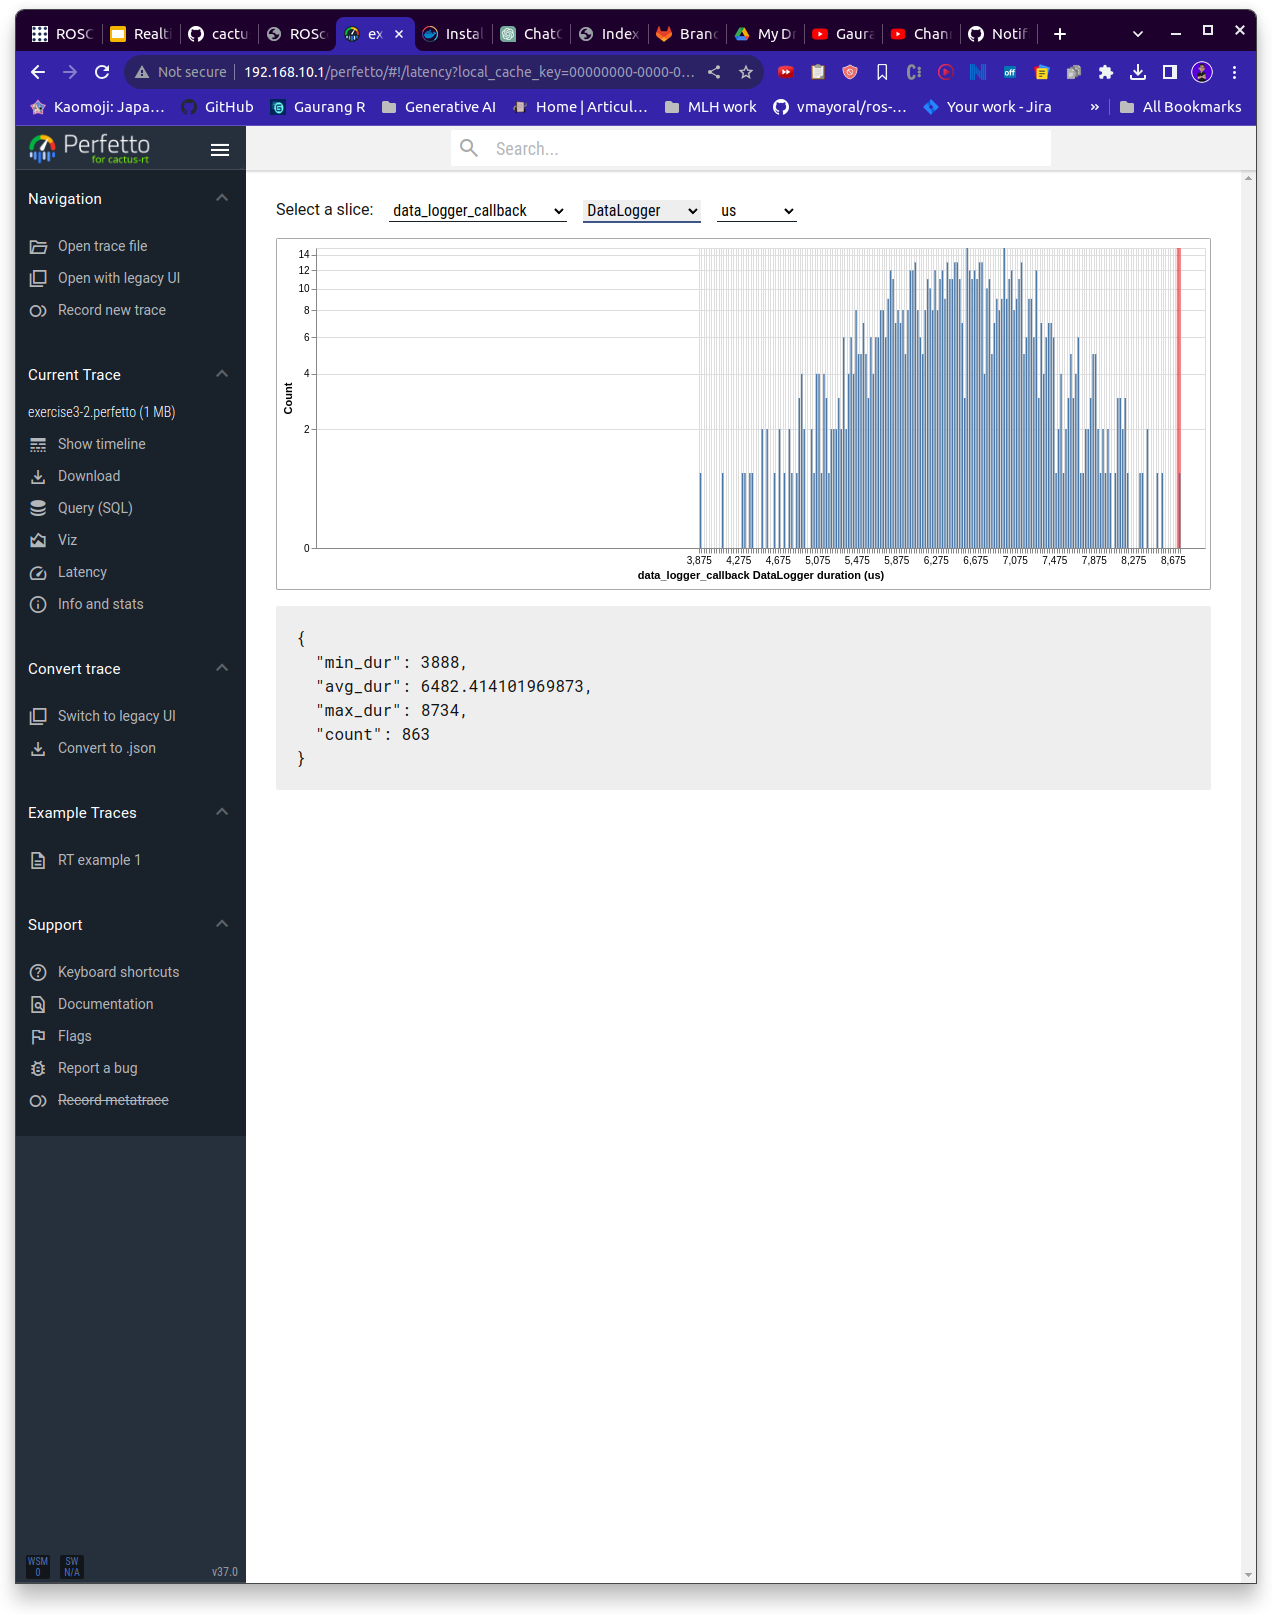 ROSC
Realti
cactu
ROSc
ex
Instal
ChatG
Index
Branc
My Dr
Gaura
Chann
Notif
Not secure
192.168.10.1/perfetto/#!/latency?local_cache_key=00000000-0000-0...
off
Kaomoji: Japa...
GitHub
Gaurang R
Generative AI
Home | Articul...
MLH work
vmayoral/ros-...
Your work - Jira
»
All Bookmarks
Perfetto
for cactus-rt
Search...
Navigation
Open trace file
Open with legacy UI
Record new trace
Current Trace
exercise3-2.perfetto (1 MB)
Show timeline
Download
Query (SQL)
Viz
Latency
Info and stats
Convert trace
Switch to legacy UI
Convert to .json
Example Traces
RT example 1
Support
Keyboard shortcuts
Documentation
Flags
Report a bug
Record metatrace
WSM
0
SW
N/A
v37.0
Select a slice: data_logger_callback DataLogger us
14
12
10
8
6
4
2
0
Count
3,875 4,275 4,675 5,075 5,475 5,875 6,275 6,675 7,075 7,475 7,875 8,275 8,675
data_logger_callback DataLogger duration (us)
{
"min_dur": 3888,
"avg_dur": 6482.414101969873,
"max_dur": 8734,
"count": 863
}